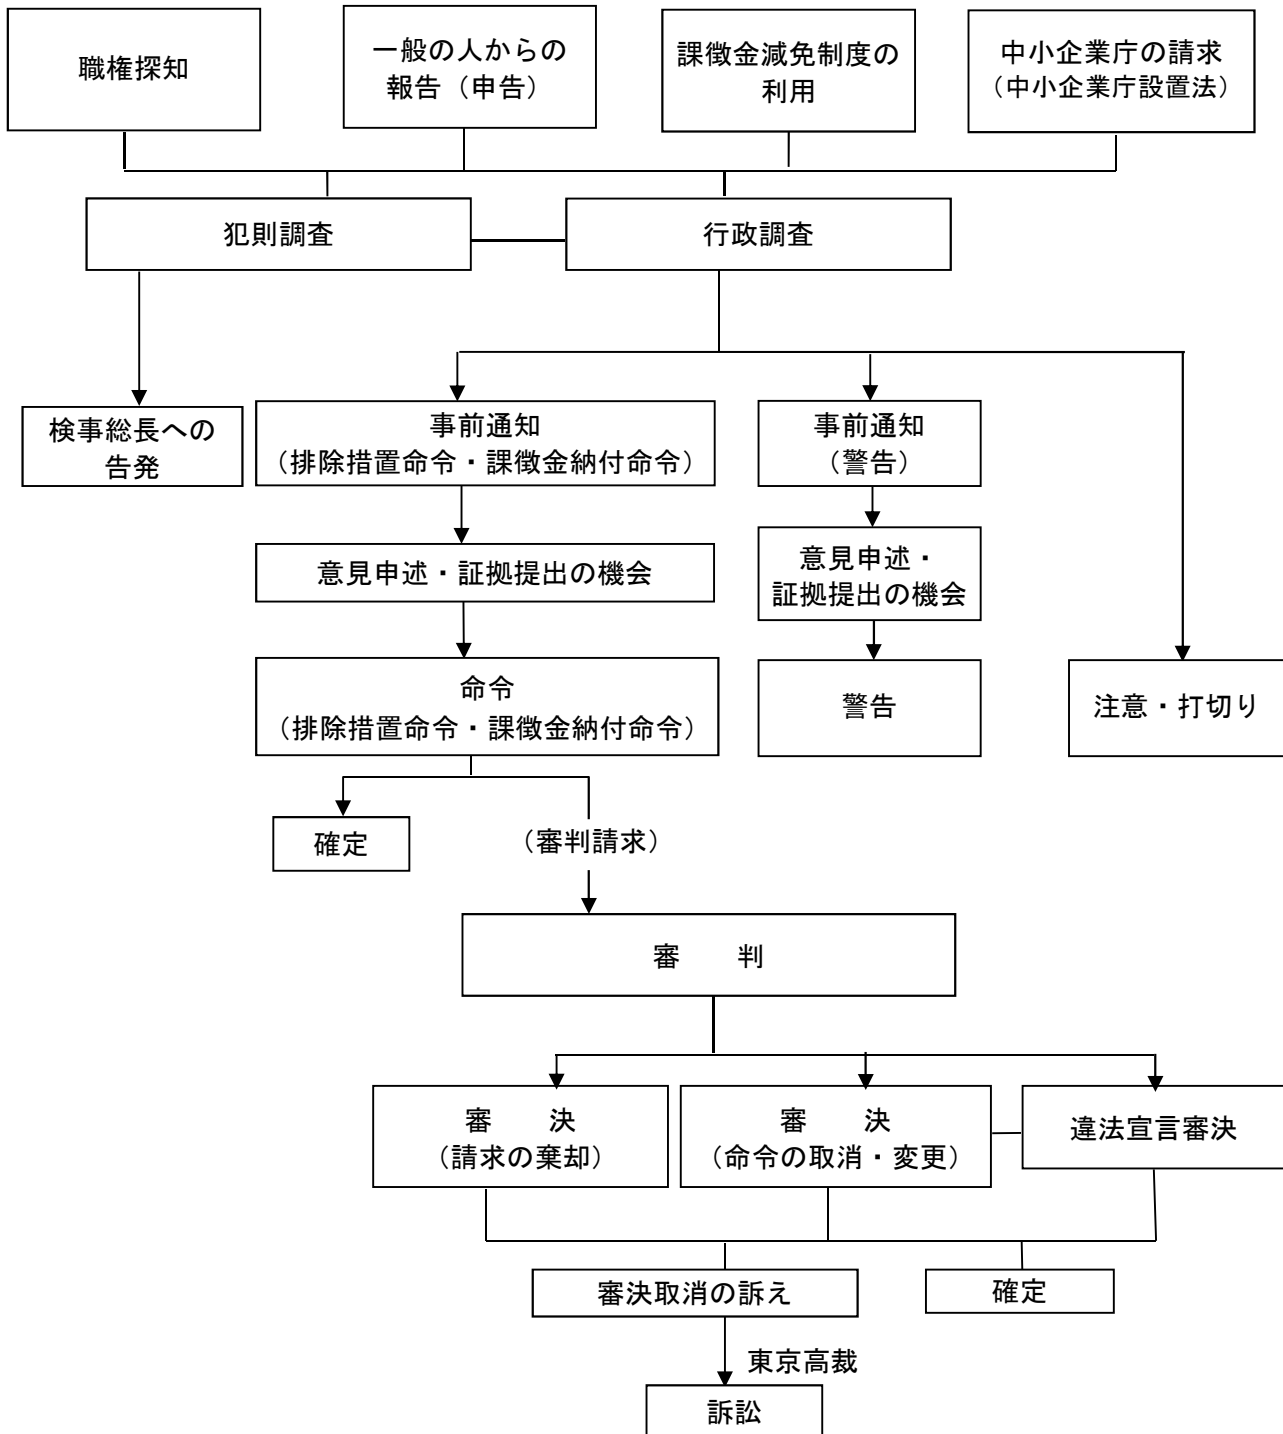 職権探知
一般の人からの
報告（申告）
課徴金減免制度の
利用
中小企業庁の請求
（中小企業庁設置法）
犯則調査
行政調査
検事総長への
告発
事前通知
（排除措置命令・課徴金納付命令）
事前通知
（警告）
意見申述・証拠提出の機会
意見申述・
証拠提出の機会
命令
（排除措置命令・課徴金納付命令）
警告
注意・打切り
確定
（審判請求）
審　　判
審　　決
（請求の棄却）
審　　決
（命令の取消・変更）
違法宣言審決
審決取消の訴え
確定
東京高裁
訴訟